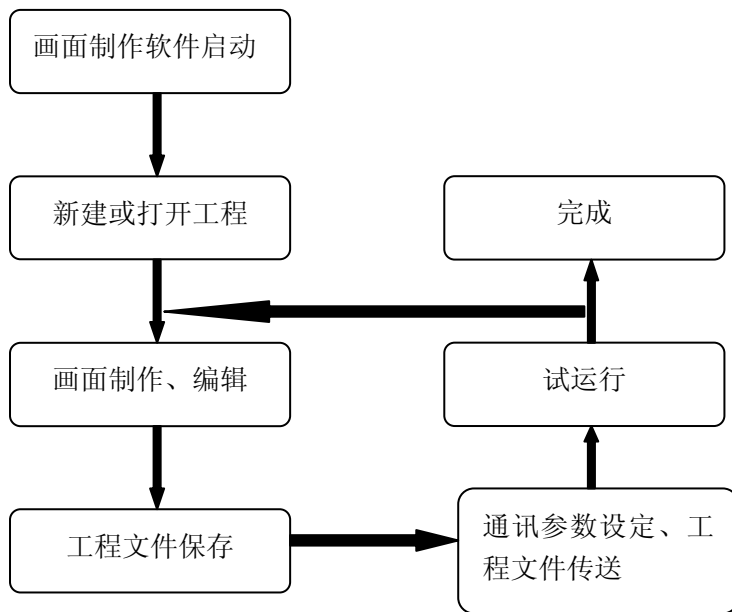 画面制作软件启动
新建或打开工程
完成
画面制作、编辑
试运行
工程文件保存
通讯参数设定、工
程文件传送